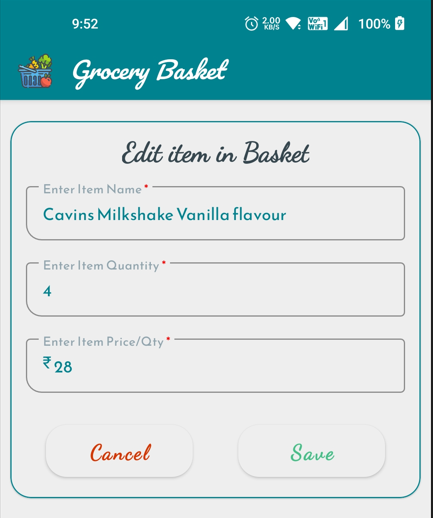 9:52 2.00 KB/S Vo) WiFi 1 100%
Grocery Basket
Edit item in Basket
Enter Item Name *
Cavins Milkshake Vanilla flavour
Enter Item Quantity *
4
Enter Item Price/Qty *
₹ 28
Cancel Save